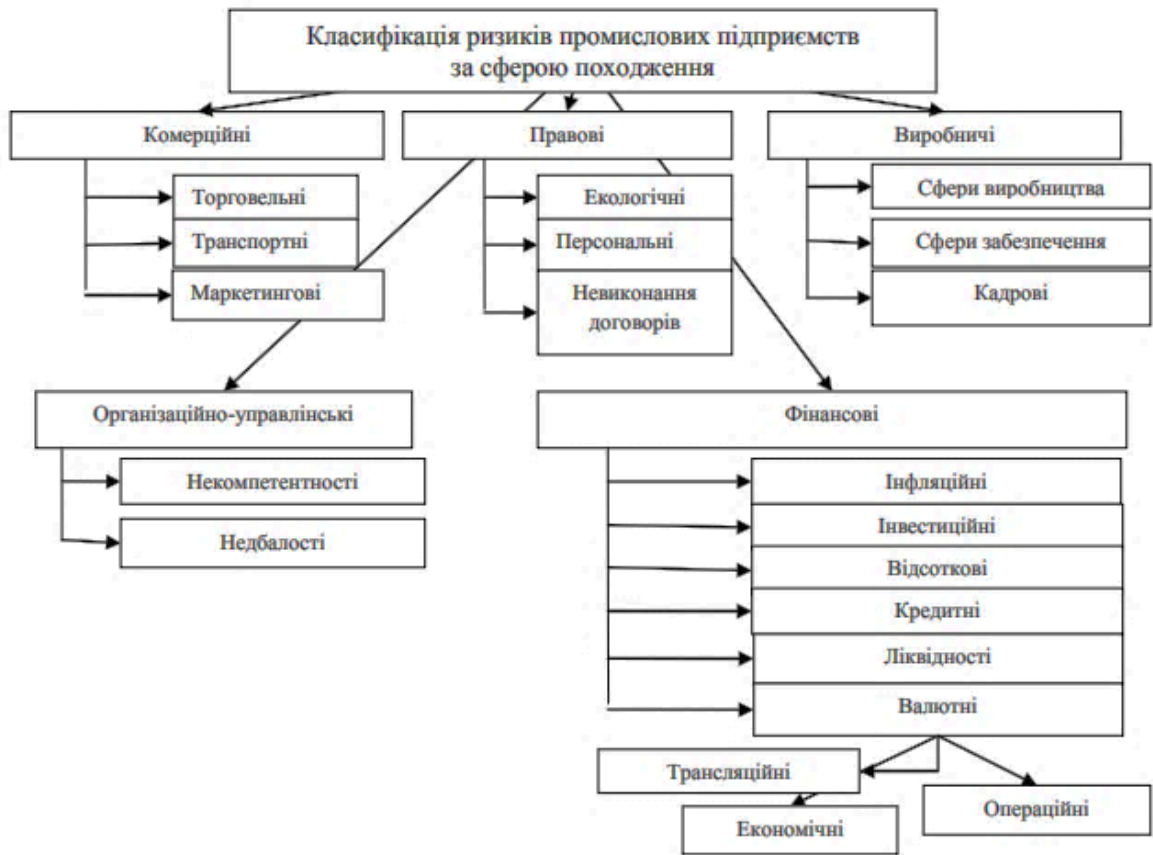 Класифікація ризиків промислових підприємств
за сферою походження
Комерційні
Правові
Виробничі
Торговельні
Транспортні
Маркетингові
Екологічні
Персональні
Невиконання
договорів
Сфери виробництва
Сфери забезпечення
Кадрові
Організаційно-управлінські
Некомпетентності
Недбалості
Фінансові
Інфляційні
Інвестиційні
Відсоткові
Кредитні
Ліквідності
Валютні
Трансляційні
Економічні
Операційні